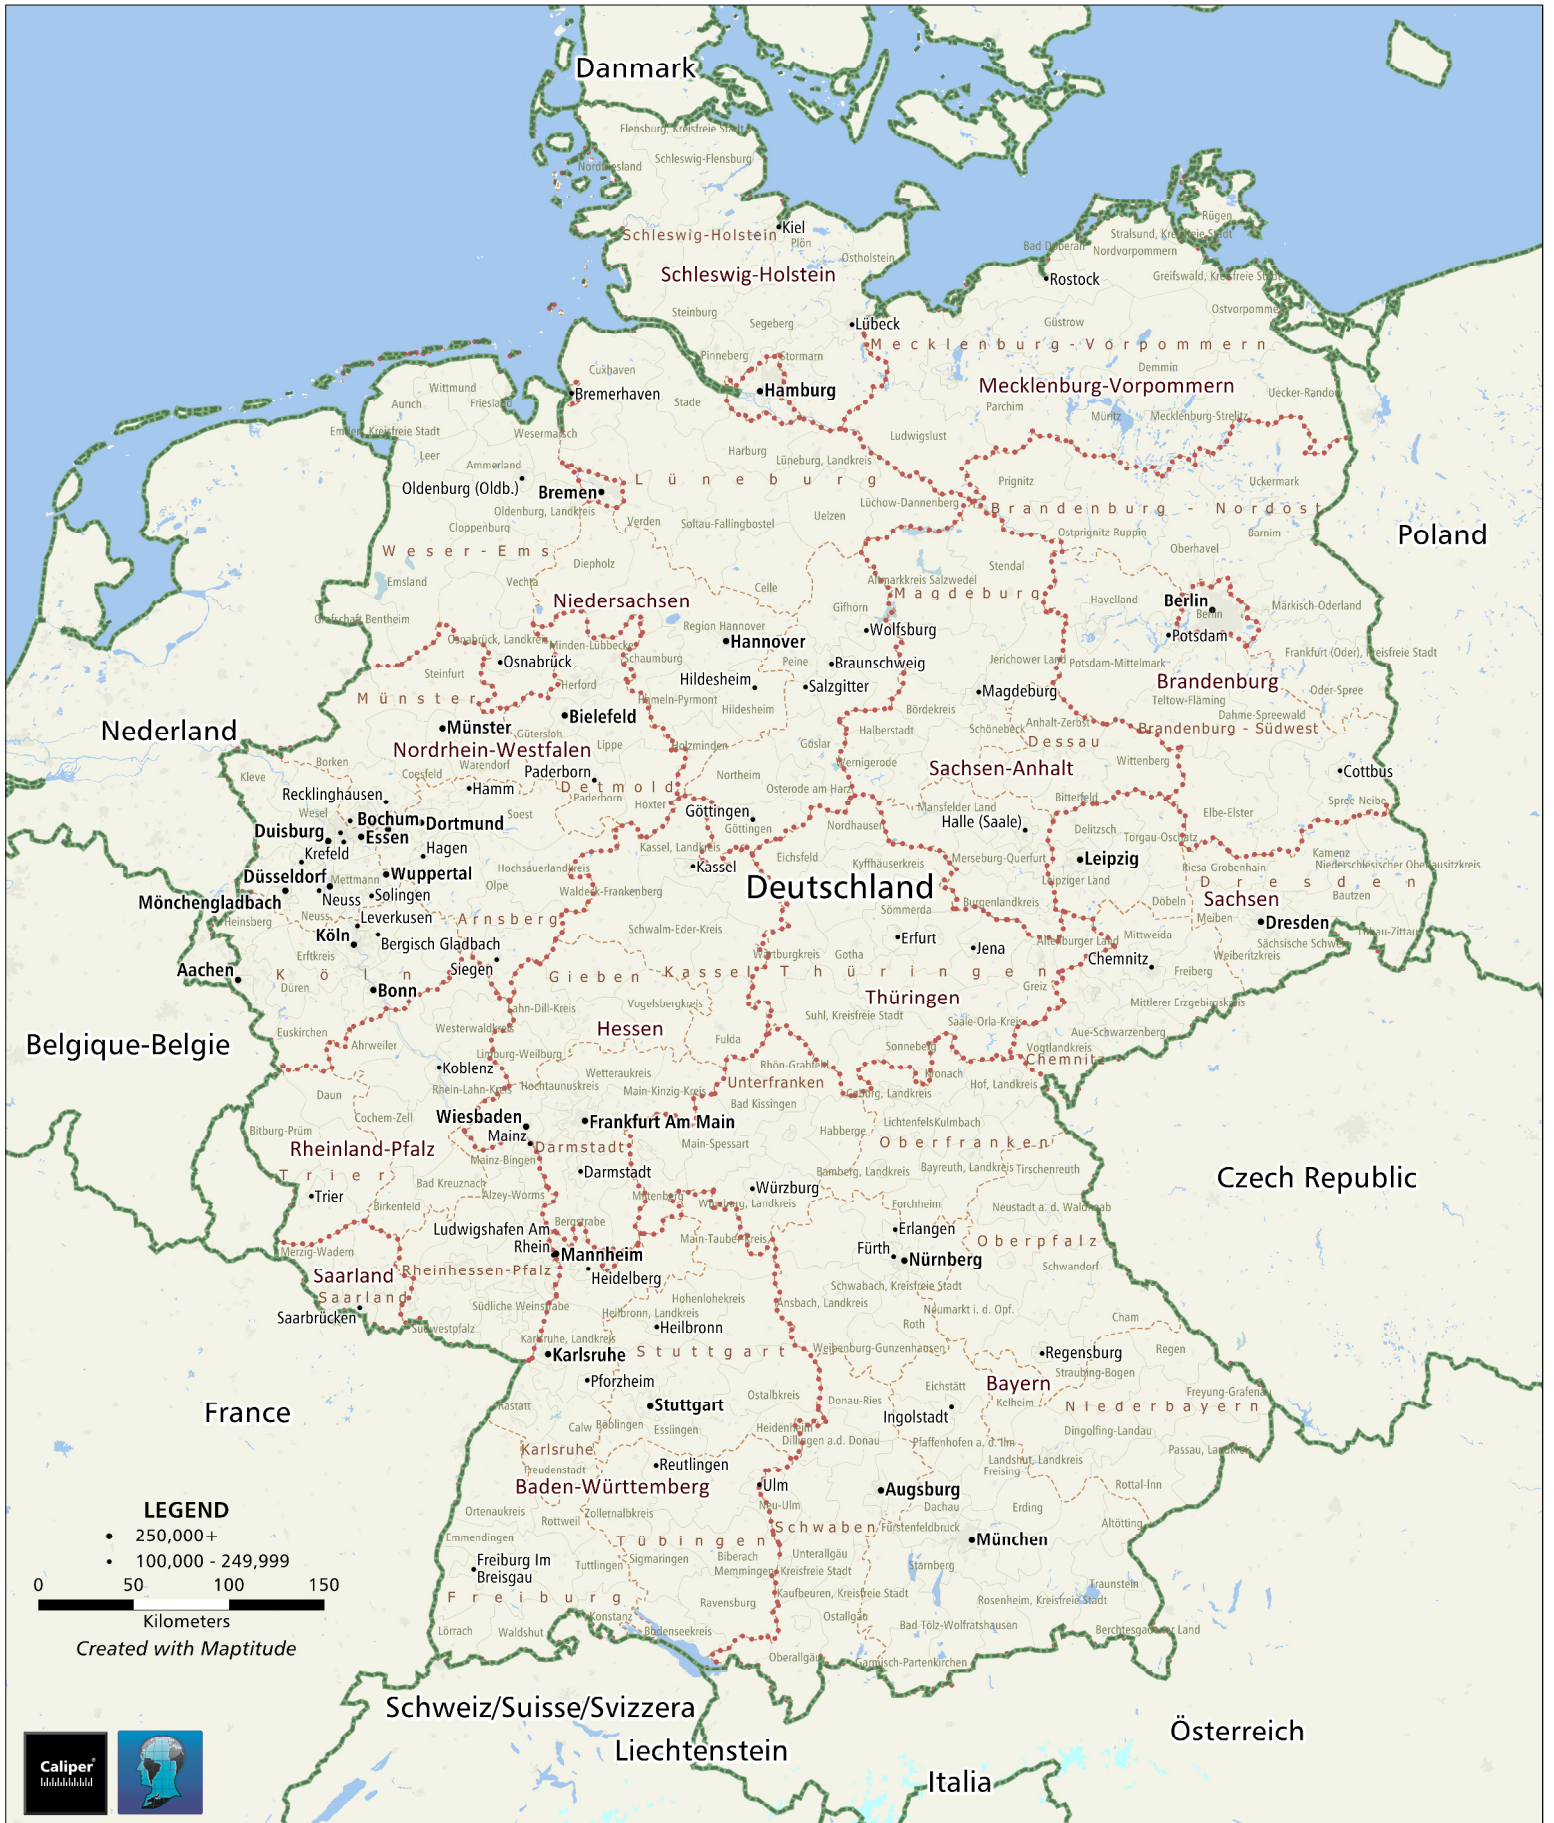 Danmark
Flensburg, Kreisfreie Stadt
Schleswig-Flensburg
Nordfriesland
Rügen
Kiel
Schleswig-Holstein
Plön
Stralsund, Kreisfreie Stadt
Bad Doberan
Nordvorpommern
Ostholstein
Schleswig-Holstein
Rostock
Greifswald, Kreisfreie Stadt
Steinburg
Segeberg
Lübeck
Güstrow
Ostvorpommern
Mecklenburg-Vorpommern
Pinneberg
Stormarn
Demmin
Cuxhaven
Mecklenburg-Vorpommern
Wittmund
Hamburg
Bremerhaven
Uecker-Randow
Aurich
Friesland
Stade
Parchim
Müritz
Mecklenburg-Strelitz
Emden, Kreisfreie Stadt
Wesermarsch
Ludwigslust
Leer
Harburg
Lüneburg, Landkreis
Ammerland
Lüneburg
Prignitz
Uckermark
Oldenburg (Oldb.)
Bremen
Oldenburg, Landkreis
Lüchow-Dannenberg
Brandenburg - Nordost
Cloppenburg
Verden
Soltau-Fallingbostel
Uelzen
Ostprignitz Ruppin
Barnim
Poland
Weser-Ems
Oberhavel
Diepholz
Stendal
Emsland
Vechta
Celle
Altmarkkreis Salzwedel
Magdeburg
Niedersachsen
Gifhorn
Havelland
Berlin
Berlin
Märkisch-Oderland
Grafschaft Bentheim
Region Hannover
Wolfsburg
Potsdam
Osnabrück, Landkreis
Minden-Lübbecke
Hannover
Osnabrück
Schaumburg
Peine
Braunschweig
Jerichower Land
Potsdam-Mittelmark
Frankfurt (Oder), Kreisfreie Stadt
Steinfurt
Herford
Hildesheim
Salzgitter
Magdeburg
Brandenburg
Oder-Spree
Münster
Hameln-Pyrmont
Hildesheim
Bördekreis
Teltow-Fläming
Dahme-Spreewald
Nederland
Münster
Bielefeld
Gütersloh
Halberstadt
Schönebeck
Anhalt-Zerbst
Brandenburg - Südwest
Nordrhein-Westfalen
Lippe
Holzminden
Goslar
Dessau
Borken
Warendorf
Wernigerode
Wittenberg
Kleve
Coesfeld
Paderborn
Northeim
Sachsen-Anhalt
Cottbus
Recklinghausen
Hamm
Detmold
Osterode am Harz
Paderborn
Höxter
Bitterfeld
Spree-Neiße
Wesel
Bochum
Dortmund
Soest
Göttingen
Mansfelder Land
Elbe-Elster
Duisburg
Essen
Göttingen
Nordhausen
Halle (Saale)
Delitzsch
Torgau-Oschatz
Krefeld
Hagen
Kassel, Landkreis
Eichsfeld
Kyffhäuserkreis
Merseburg-Querfurt
Leipzig
Kamenz
Niederschlesischer Oberlausitzkreis
Düsseldorf
Mettmann
Wuppertal
Hochsauerlandkreis
Kassel
Riesa Grobenhain
Dresden
Mönchengladbach
Neuss
Solingen
Olpe
Waldeck-Frankenberg
Deutschland
Leipziger Land
Sachsen
Bautzen
Heinsberg
Neuss
Leverkusen
Arnsberg
Sömmerda
Burgenlandkreis
Döbeln
Meißen
Dresden
Köln
Bergisch Gladbach
Schwalm-Eder-Kreis
Erfurt
Jena
Altenburger Land
Mittweida
Löbau-Zittau
Sächsische Schweiz
Erftkreis
Wartburgkreis
Gotha
Weißeritzkreis
Aachen
Köln
Siegen
Gießen
Kassel
Thüringen
Chemnitz
Freiberg
Düren
Bonn
Greiz
Lahn-Dill-Kreis
Vogelsbergkreis
Thüringen
Mittlerer Erzgebirgskreis
Euskirchen
Westerwaldkreis
Hessen
Suhl, Kreisfreie Stadt
Saale-Orla-Kreis
Aue-Schwarzenberg
Belgique-Belgie
Ahrweiler
Limburg-Weilburg
Fulda
Sonneberg
Vogtlandkreis
Chemnitz
Koblenz
Wetteraukreis
Rhön-Grabfeld
Kronach
Daun
Rhein-Lahn-Kreis
Hochtaunuskreis
Main-Kinzig-Kreis
Unterfranken
Coburg, Landkreis
Hof, Landkreis
Bad Kissingen
Cochem-Zell
Wiesbaden
Frankfurt Am Main
Bitburg-Prüm
Mainz
Habberge
Lichtenfels
Kulmbach
Rheinland-Pfalz
Darmstadt
Main-Spessart
Oberfranken
Trier
Mainz-Bingen
Darmstadt
Bamberg, Landkreis
Bayreuth, Landkreis
Tirschenreuth
Czech Republic
Trier
Bad Kreuznach
Alzey-Worms
Miltenberg
Würzburg
Birkenfeld
Würzburg, Landkreis
Forchheim
Neustadt a. d. Waldnaab
Ludwigshafen Am
Rhein
Bergstraße
Erlangen
Merzig-Wadern
Mannheim
Main-Tauber-Kreis
Fürth
Nürnberg
Oberpfalz
Saarland
Rheinhessen-Pfalz
Heidelberg
Schwandorf
Saarland
Schwabach, Kreisfreie Stadt
Saarbrücken
Südliche Weinstraße
Hohenlohekreis
Ansbach, Landkreis
Neumarkt i. d. Opf.
Heilbronn, Landkreis
Südwestpfalz
Heilbronn
Roth
Cham
Karlsruhe, Landkreis
Karlsruhe
Stuttgart
Weißenburg-Gunzenhausen
Regensburg
Regen
Pforzheim
Bayern
Straubing-Bogen
France
Rastatt
Stuttgart
Ostalbkreis
Donau-Ries
Eichstätt
Kelheim
Freyung-Grafenau
Niederbayern
Calw
Böblingen
Esslingen
Heidenheim
Ingolstadt
Dingolfing-Landau
Karlsruhe
Dillingen a.d. Donau
Pfaffenhofen a. d. Ilm
Passau, Landkreis
Freudenstadt
Reutlingen
Landshut, Landkreis
Freising
Baden-Württemberg
Ulm
Augsburg
Rottal-Inn
Ortenaukreis
Zollernalbkreis
Neu-Ulm
Dachau
Erding
Rottweil
Schwaben
Fürstenfeldbruck
Altötting
Emmendingen
Tübingen
München
Freiburg Im
Breisgau
Tuttlingen
Sigmaringen
Biberach
Unterallgäu
Starnberg
Memmingen, Kreisfreie Stadt
Traunstein
Freiburg
Ravensburg
Kaufbeuren, Kreisfreie Stadt
Rosenheim, Kreisfreie Stadt
Konstanz
Ostallgäu
Lörrach
Waldshut
Bodenseekreis
Bad Tölz-Wolfratshausen
Berchtesgadener Land
Oberallgäu
Garmisch-Partenkirchen
Schweiz/Suisse/Svizzera
Österreich
Liechtenstein
Italia
LEGEND
250,000+
100,000 - 249,999
0 50 100 150
Kilometers
Created with Maptitude
Caliper